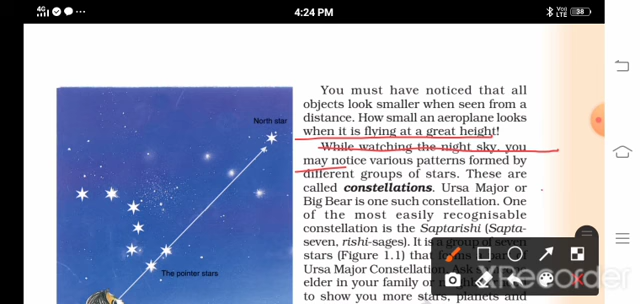 4G
4:24 PM
Vo)
LTE
38
North star
The pointer stars
You must have noticed that all
objects look smaller when seen from a
distance. How small an aeroplane looks
when it is flying at a great height!
While watching the night sky, you
may notice various patterns formed by
different groups of stars. These are
called constellations. Ursa Major or
Big Bear is one such constellation. One
of the most easily recognisable
constellation is the Saptarishi (Sapta-
seven, rishi-sages). It is a group of seven
stars (Figure 1.1) that forms a part of
Ursa Major Constellation. Ask
elder in your family or
to show you more stars, planets and
XRecorder